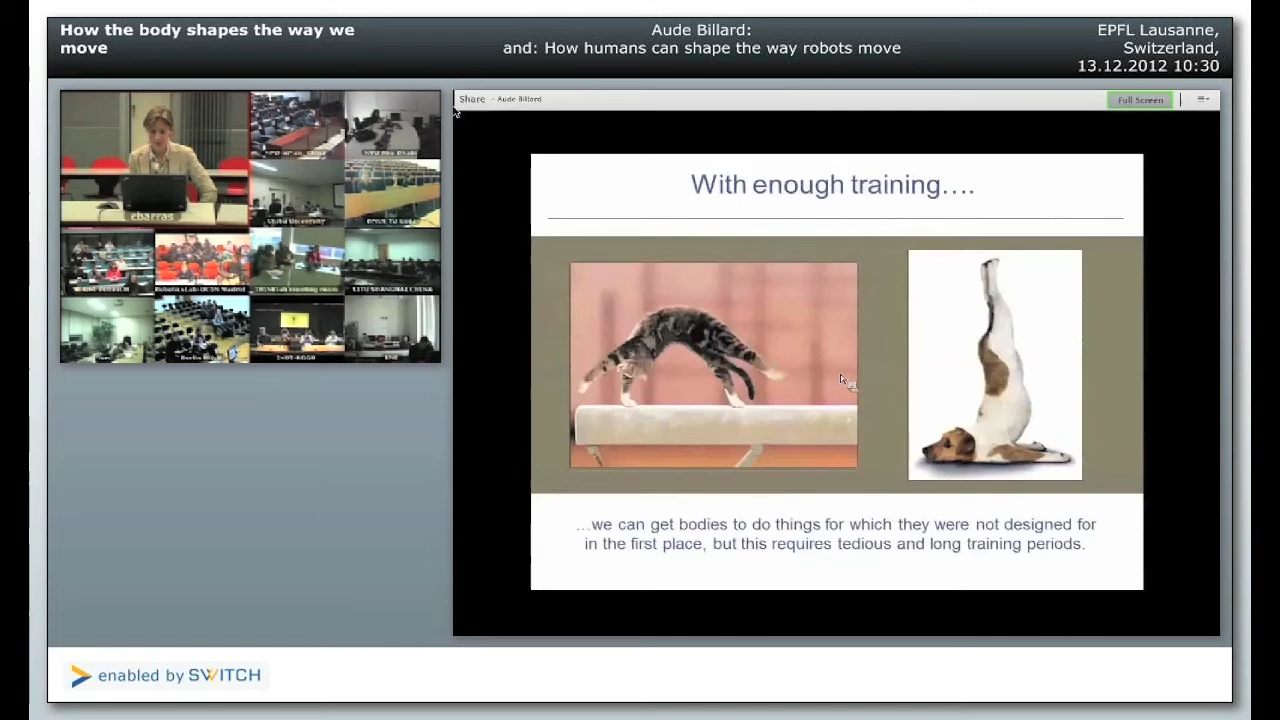 How the body shapes the way we
move
Aude Billard:
and: How humans can shape the way robots move
EPFL Lausanne,
Switzerland,
13.12.2012 10:30
Share - Aude Billard
Full Screen
cbarras
With enough training....
...we can get bodies to do things for which they were not designed for
in the first place, but this requires tedious and long training periods.
enabled by SWITCH